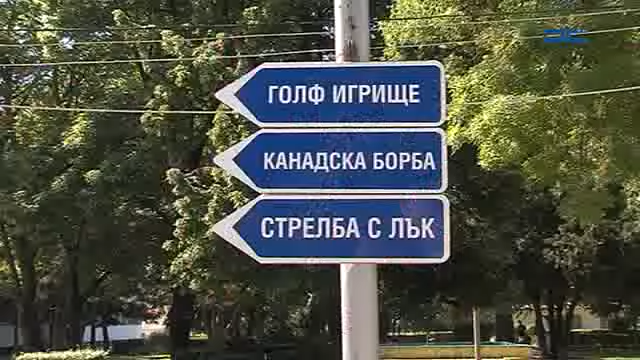 ГОЛФ ИГРИЩЕ
КАНАДСКА БОРБА
СТРЕЛБА С ЛЪК